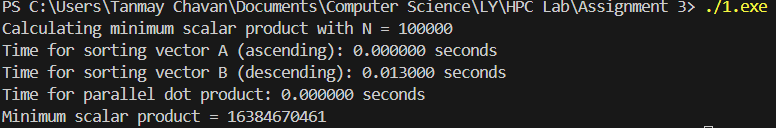 PS C:\Users\Tanmay Chavan\Documents\Computer Science\LY\HPC Lab\Assignment 3> ./1.exe
Calculating minimum scalar product with N = 100000
Time for sorting vector A (ascending): 0.000000 seconds
Time for sorting vector B (descending): 0.013000 seconds
Time for parallel dot product: 0.000000 seconds
Minimum scalar product = 16384670461